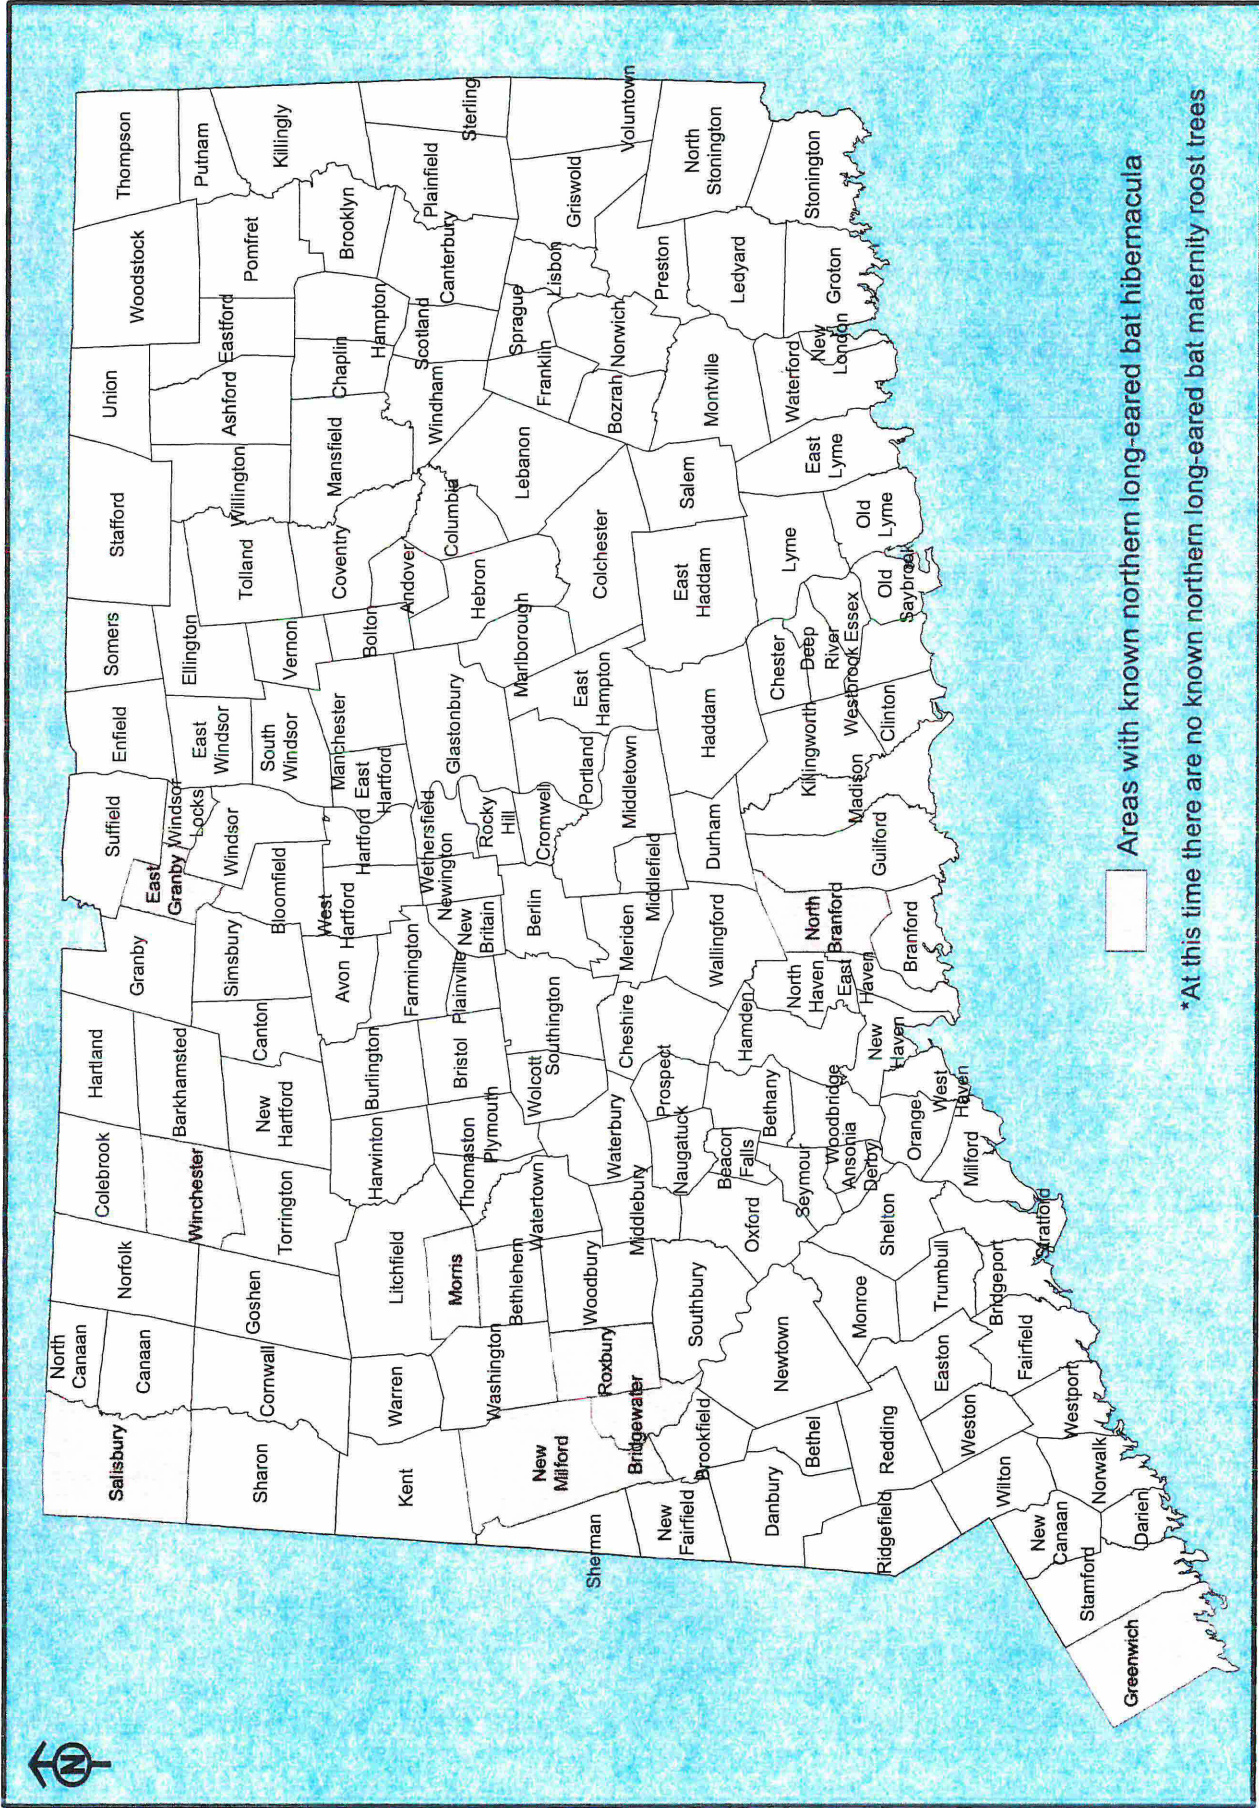 N
North
Canaan
Salisbury
Canaan
Norfolk
Colebrook
Hartland
Granby
Suffield
Enfield
Somers
Stafford
Union
Woodstock
Thompson
Putnam
Killingly
Pomfret
Eastford
Ashford
Willington
Tolland
Ellington
East
Windsor
Windsor
Locks
East
Granby
Windsor
Simsbury
Barkhamsted
Winchester
Canton
New
Hartford
Torrington
Goshen
Cornwall
Sharon
Bloomfield
South
Windsor
Vernon
Brooklyn
Hampton
Chaplin
Mansfield
Coventry
Bolton
Manchester
East
Hartford
Hartford
West
Hartford
Avon
Farmington
Burlington
Harwinton
Litchfield
Warren
Kent
Sterling
Plainfield
Canterbury
Scotland
Windham
Columbia
Andover
Hebron
Glastonbury
Wethersfield
Newington
Rocky
Hill
New
Britain
Plainville
Bristol
Plymouth
Thomaston
Morris
Washington
Bethlehem
Watertown
Wolcott
Southington
Berlin
Cromwell
Portland
Marlborough
East
Hampton
Colchester
Lebanon
Franklin
Sprague
Lisbon
Griswold
Voluntown
Norwich
Bozrah
Preston
North
Stonington
Ledyard
Montville
Salem
East
Haddam
Haddam
Middletown
Middlefield
Meriden
Cheshire
Waterbury
Middlebury
Woodbury
Roxbury
Bridgewater
New
Milford
Sherman
New
Fairfield
Brookfield
Southbury
Naugatuck
Prospect
Beacon
Falls
Bethany
Hamden
Wallingford
Durham
Oxford
Seymour
Newtown
Danbury
Bethel
Redding
Ridgefield
Monroe
Shelton
Ansonia
Derby
Woodbridge
North
Haven
New
Haven
East
Haven
North
Branford
Branford
Guilford
Madison
Killingworth
Chester
Deep
River
Essex
Westbrook
Clinton
Lyme
Old
Saybrook
Old
Lyme
East
Lyme
Waterford
New
London
Groton
Stonington
Orange
West
Haven
Milford
Stratford
Trumbull
Bridgeport
Easton
Fairfield
Weston
Westport
Wilton
Norwalk
New
Canaan
Darien
Stamford
Greenwich
Areas with known northern long-eared bat hibernacula
*At this time there are no known northern long-eared bat maternity roost trees